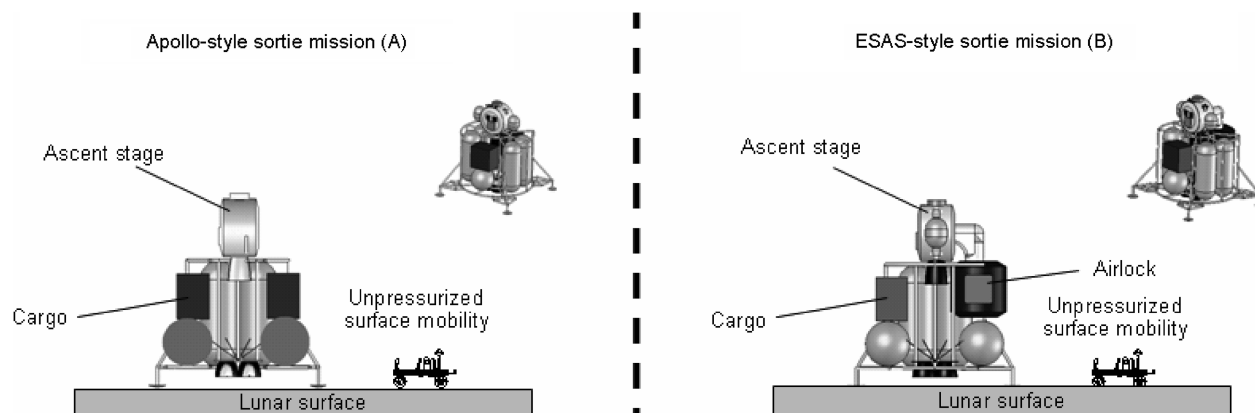 Apollo-style sortie mission (A)
Ascent stage
Cargo
Unpressurized
surface mobility
Lunar surface
ESAS-style sortie mission (B)
Ascent stage
Airlock
Cargo
Unpressurized
surface mobility
Lunar surface